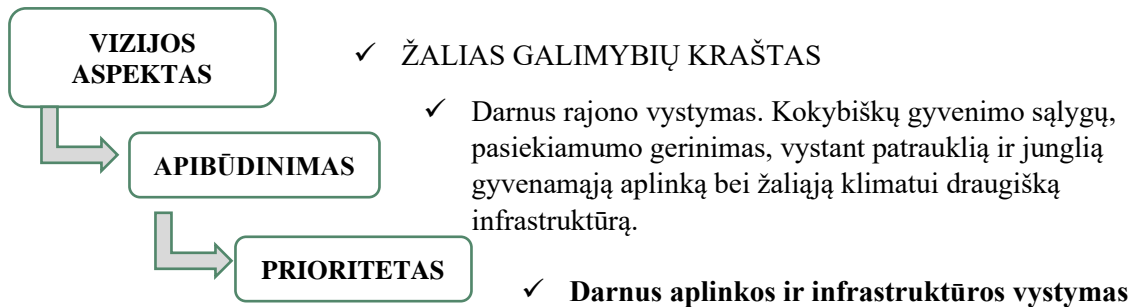 VIZIJOS
ASPEKTAS
✓ ŽALIAS GALIMYBIŲ KRAŠTAS
APIBŪDINIMAS
✓ Darnus rajono vystymas. Kokybiškų gyvenimo sąlygų,
pasiekiamumo gerinimas, vystant patrauklią ir junglią
gyvenamąją aplinką bei žaliąją klimatui draugišką
infrastruktūrą.
PRIORITETAS
✓ Darnus aplinkos ir infrastruktūros vystymas